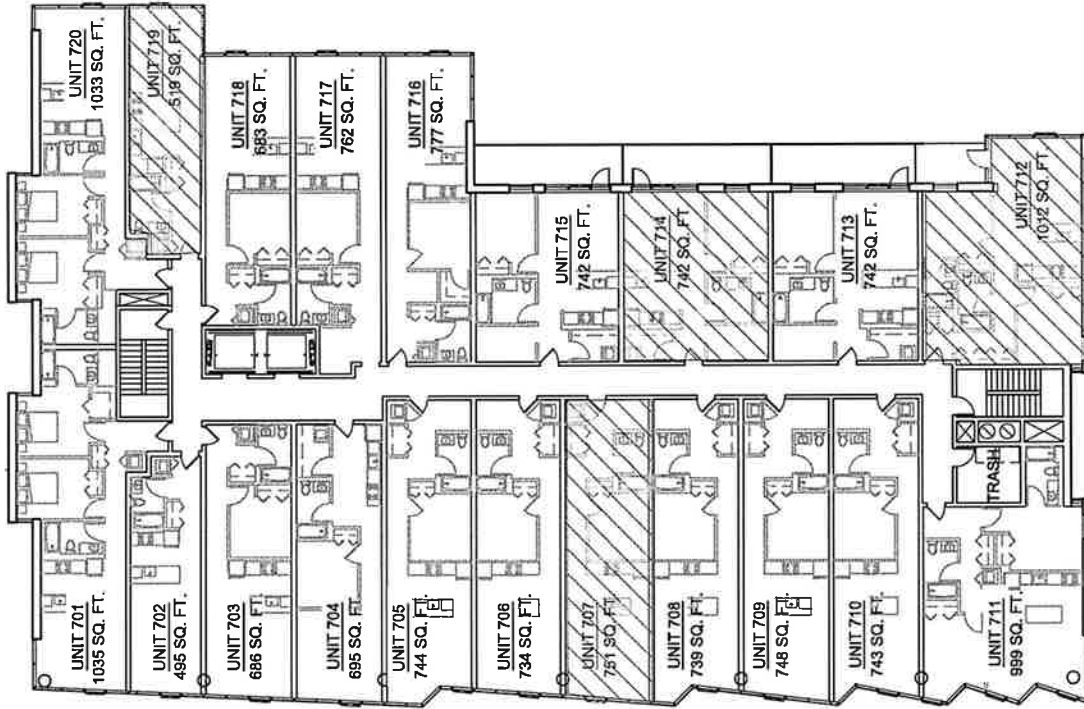 UNIT 720
1033 SQ. FT.
UNIT 719
519 SQ. FT.
UNIT 718
683 SQ. FT.
UNIT 717
762 SQ. FT.
UNIT 716
777 SQ. FT.
UNIT 715
742 SQ. FT.
UNIT 714
742 SQ. FT.
UNIT 713
742 SQ. FT.
UNIT 712
1012 SQ. FT.
UNIT 701
1035 SQ. FT.
UNIT 702
495 SQ. FT.
UNIT 703
686 SQ. FT.
UNIT 704
695 SQ. FT.
UNIT 705
744 SQ. FT.
UNIT 706
734 SQ. FT.
UNIT 707
751 SQ. FT.
UNIT 708
739 SQ. FT.
UNIT 709
748 SQ. FT.
UNIT 710
743 SQ. FT.
UNIT 711
999 SQ. FT.
TRASH